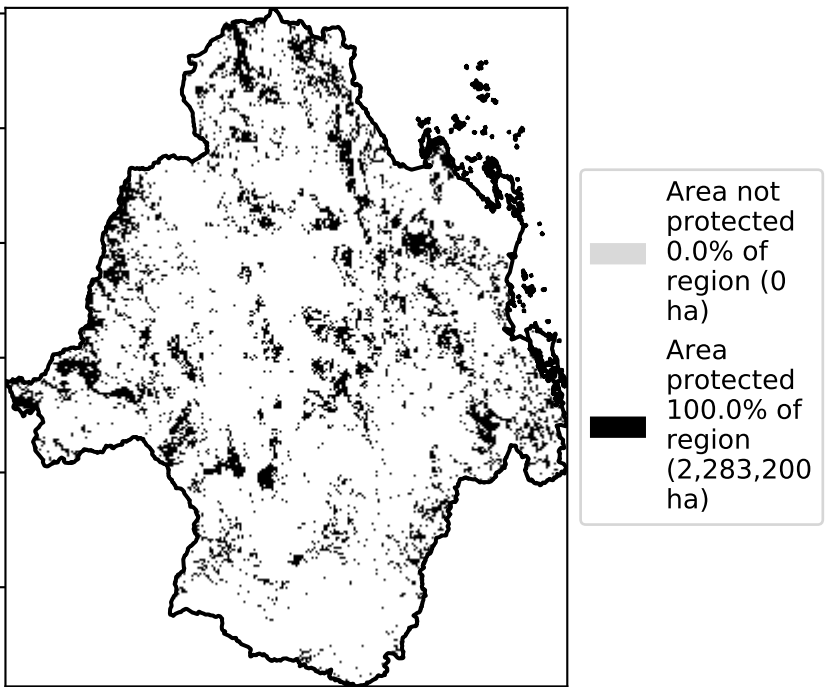 Area not
protected
0.0% of
region (0
ha)
Area
protected
100.0% of
region
(2,283,200
ha)